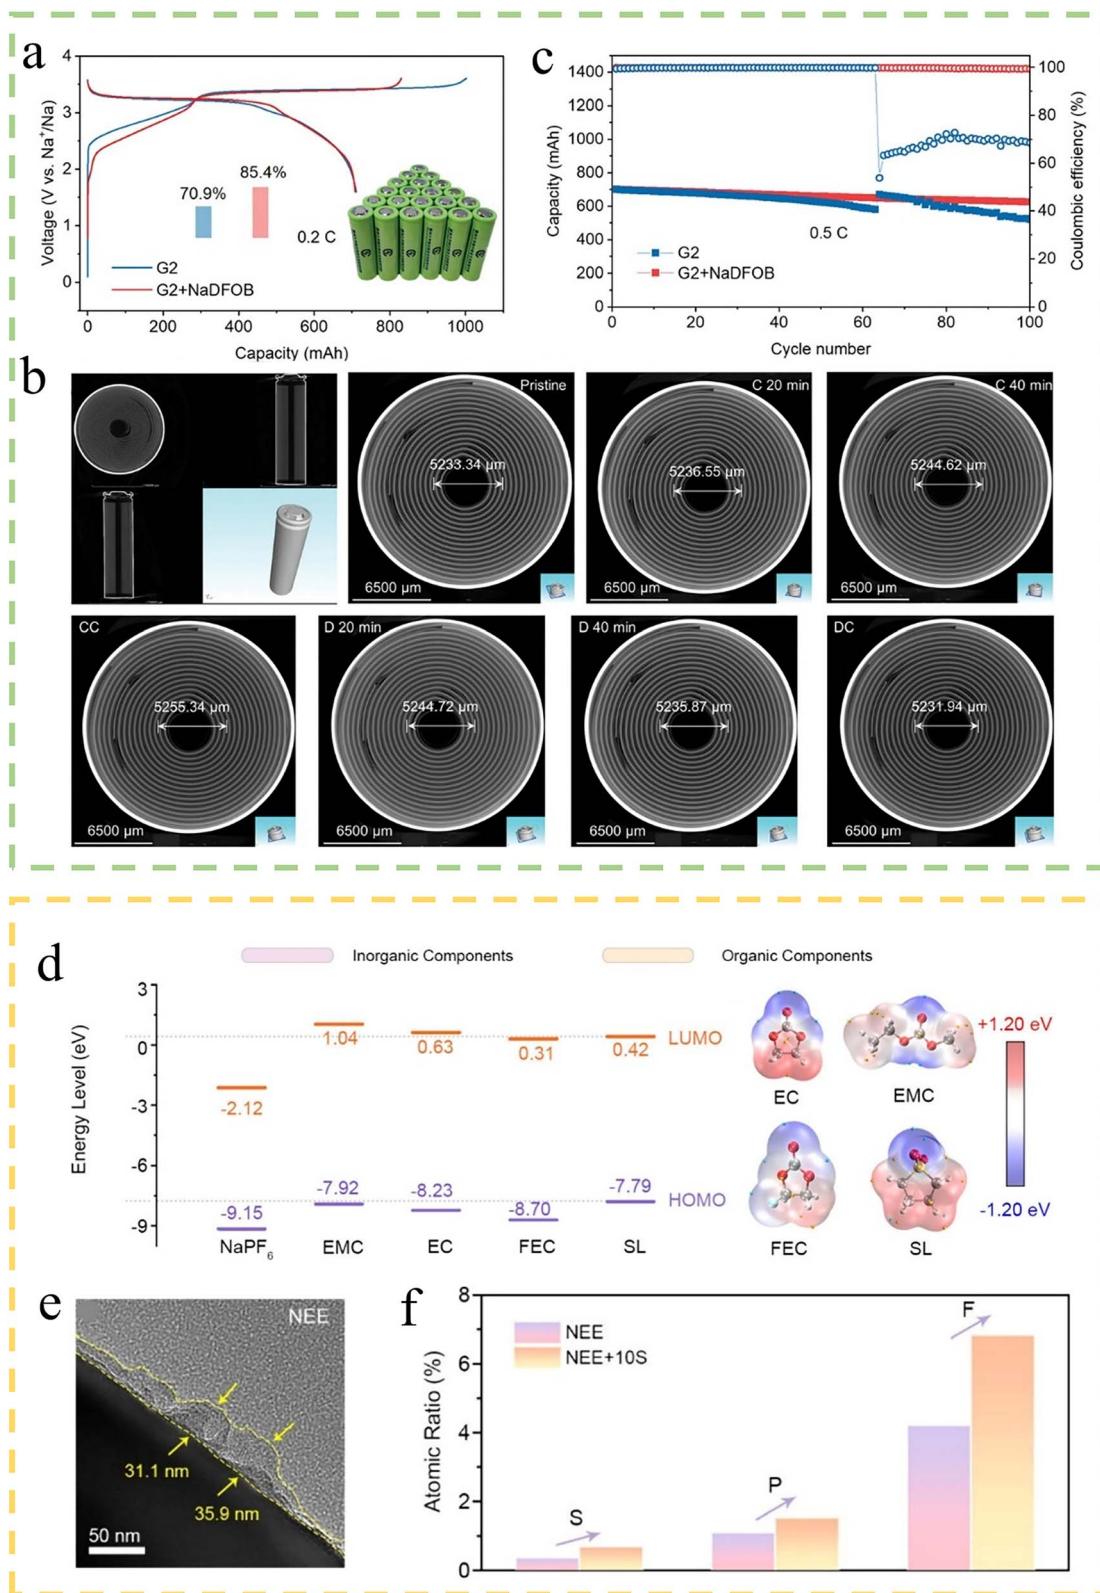 a
4
3
2
1
0
Voltage (V vs. Na⁺/Na)
70.9%
85.4%
0.2 C
G2
G2+NaDFOB
0 200 400 600 800 1000
Capacity (mAh)
c
1400
1200
1000
800
600
400
200
0
Capacity (mAh)
100
80
60
40
20
0
Coulombic efficiency (%)
0.5 C
G2
G2+NaDFOB
0 20 40 60 80 100
Cycle number
b
Pristine
5233.34 μm
6500 μm
C 20 min
5236.55 μm
6500 μm
C 40 min
5244.62 μm
6500 μm
CC
5255.34 μm
6500 μm
D 20 min
5244.72 μm
6500 μm
D 40 min
5235.87 μm
6500 μm
DC
5231.94 μm
6500 μm
d
Inorganic Components
Organic Components
3
0
-3
-6
-9
Energy Level (eV)
1.04
0.63
0.31
0.42
LUMO
-2.12
-9.15
-7.92
-8.23
-8.70
-7.79
HOMO
NaPF₆ EMC EC FEC SL
EC
EMC
FEC
SL
+1.20 eV
-1.20 eV
e
NEE
31.1 nm
35.9 nm
50 nm
f
8
6
4
2
0
Atomic Ratio (%)
NEE
NEE+10S
S
P
F